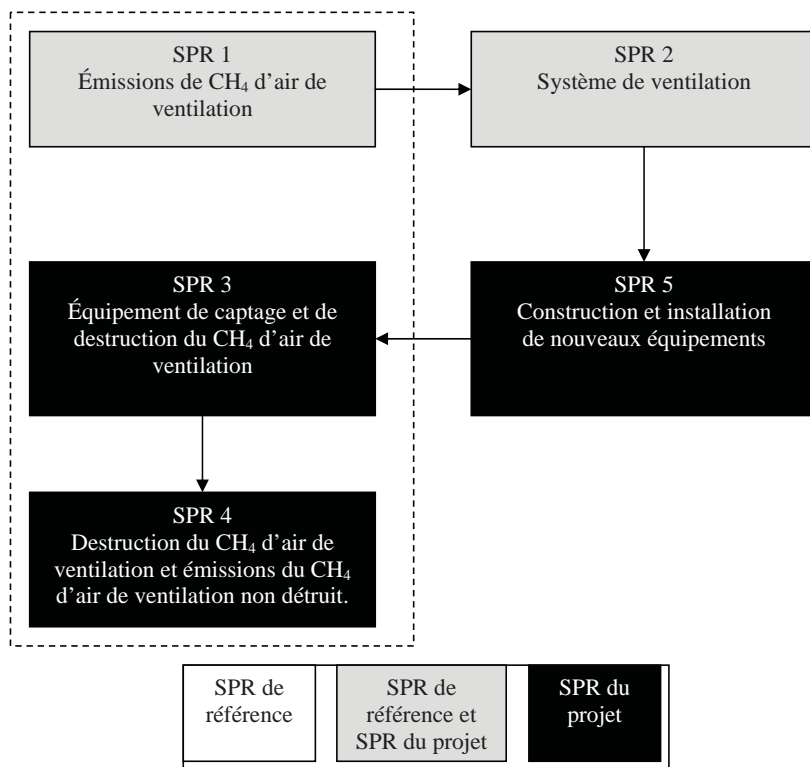 SPR 1
Émissions de CH₄ d’air de
ventilation
SPR 2
Système de ventilation
SPR 3
Équipement de captage et de
destruction du CH₄ d’air de
ventilation
SPR 5
Construction et installation
de nouveaux équipements
SPR 4
Destruction du CH₄ d’air de
ventilation et émissions du CH₄
d’air de ventilation non détruit.
SPR de
référence
SPR de
référence et
SPR du projet
SPR du
projet